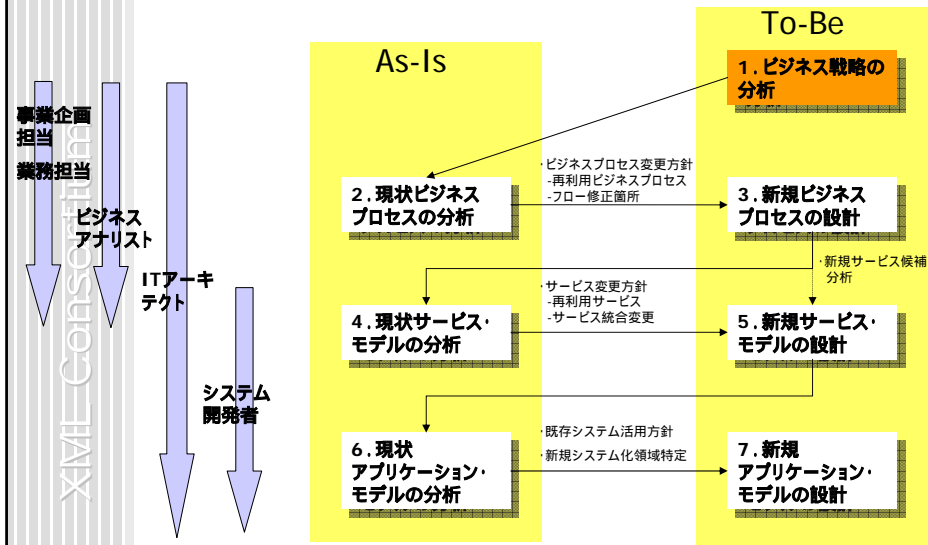 To-Be
As-Is
1.ビジネス戦略の
分析
事業企画
担当
業務担当
ビジネス
アナリスト
ITアーキ
テクト
システム
開発者
XML Consortium
・ビジネスプロセス変更方針
-再利用ビジネスプロセス
-フロー修正箇所
2.現状ビジネス
プロセスの分析
3.新規ビジネス
プロセスの設計
・新規サービス候補
分析
・サービス変更方針
-再利用サービス
-サービス統合変更
4.現状サービス・
モデルの分析
5.新規サービス・
モデルの設計
・既存システム活用方針
・新規システム化領域特定
6.現状
アプリケーション・
モデルの分析
7.新規
アプリケーション・
モデルの設計